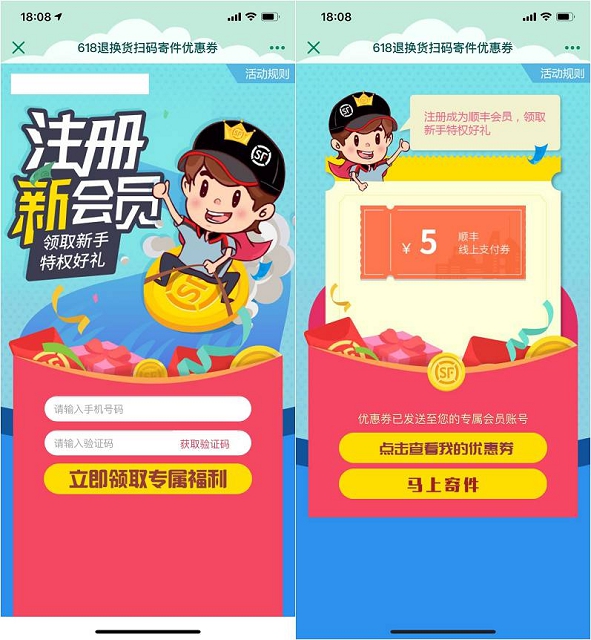 18:08
618退换货扫码寄件优惠券
活动规则
SF
注册
新会员
领取新手
特权好礼
SF
请输入手机号码
请输入验证码 获取验证码
立即领取专属福利
18:08
618退换货扫码寄件优惠券
活动规则
SF
注册成为顺丰会员，领取
新手特权好礼
¥ 5 顺丰
线上支付券
SF
优惠券已发送至您的专属会员账号
点击查看我的优惠券
马上寄件